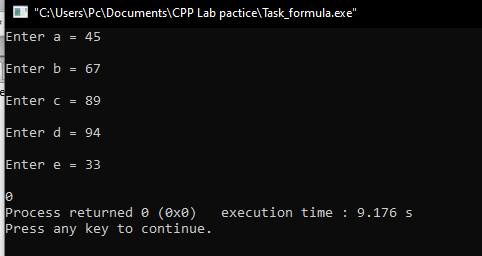 "C:\Users\Pc\Documents\CPP Lab pactice\Task_formula.exe"
Enter a = 45
Enter b = 67
Enter c = 89
Enter d = 94
Enter e = 33
0
Process returned 0 (0x0)   execution time : 9.176 s
Press any key to continue.